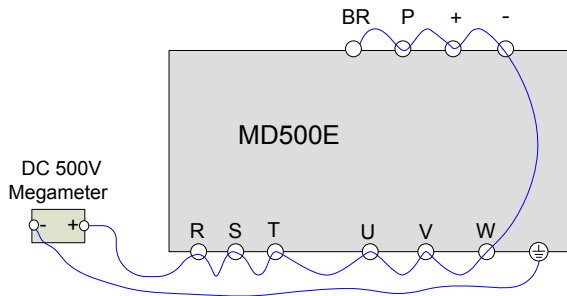 BR P + -
MD500E
DC 500V
Megameter
- +
R S T U V W